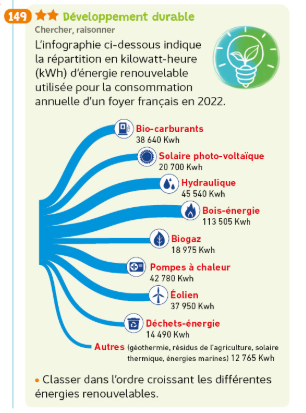 149 Développement durable
Chercher, raisonner
L'infographie ci-dessous indique
la répartition en kilowatt-heure
(kWh) d'énergie renouvelable
utilisée pour la consommation
annuelle d'un foyer français en 2022.
Bio-carburants
38 640 Kwh
Solaire photo-voltaïque
20 700 Kwh
Hydraulique
45 540 Kwh
Bois-énergie
113 505 Kwh
Biogaz
18 975 Kwh
Pompes à chaleur
42 780 Kwh
Éolien
37 950 Kwh
Déchets-énergie
14 490 Kwh
Autres (géothermie, résidus de l'agriculture, solaire
thermique, énergies marines) 12 765 Kwh
• Classer dans l'ordre croissant les différentes
énergies renouvelables.